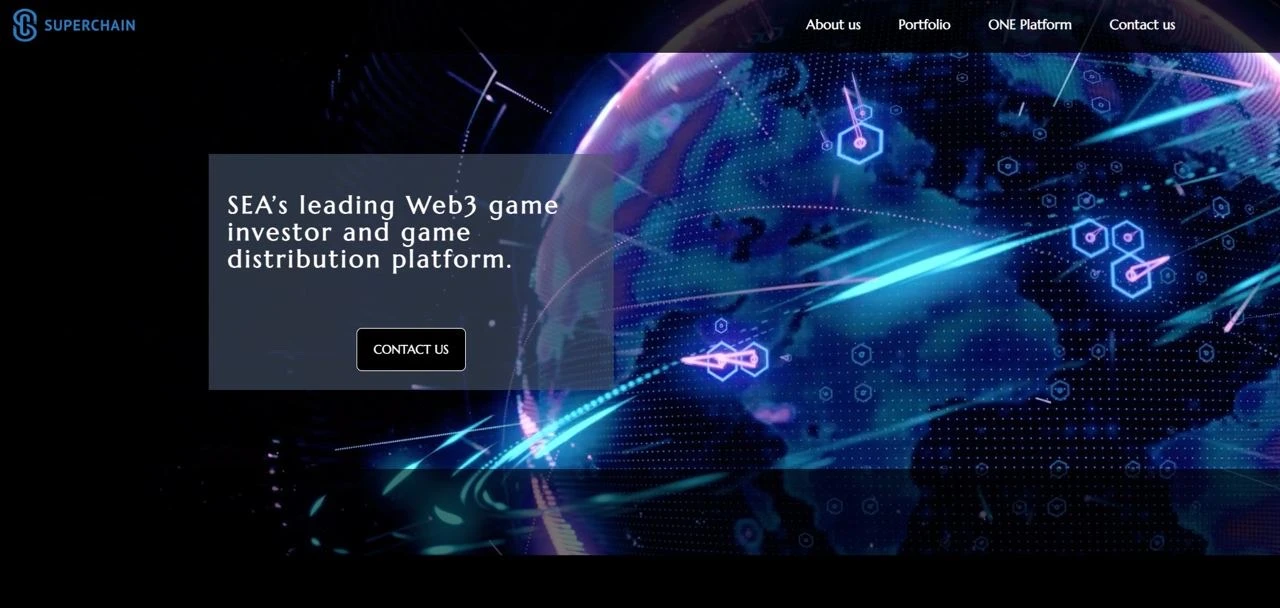 SUPERCHAIN
About us
Portfolio
ONE Platform
Contact us
SEA's leading Web3 game
investor and game
distribution platform.
CONTACT US